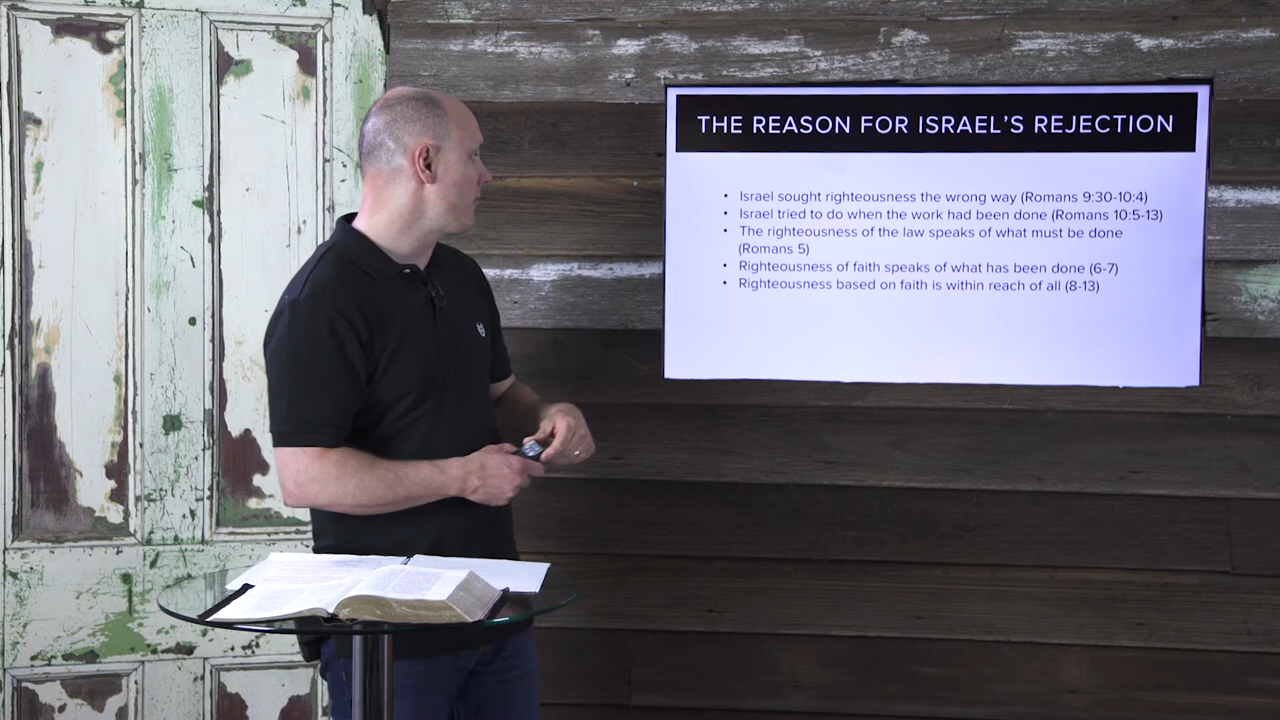 THE REASON FOR ISRAEL'S REJECTION
• Israel sought righteousness the wrong way (Romans 9:30-10:4)
• Israel tried to do when the work had been done (Romans 10:5-13)
• The righteousness of the law speaks of what must be done
(Romans 5)
• Righteousness of faith speaks of what has been done (6-7)
• Righteousness based on faith is within reach of all (8-13)